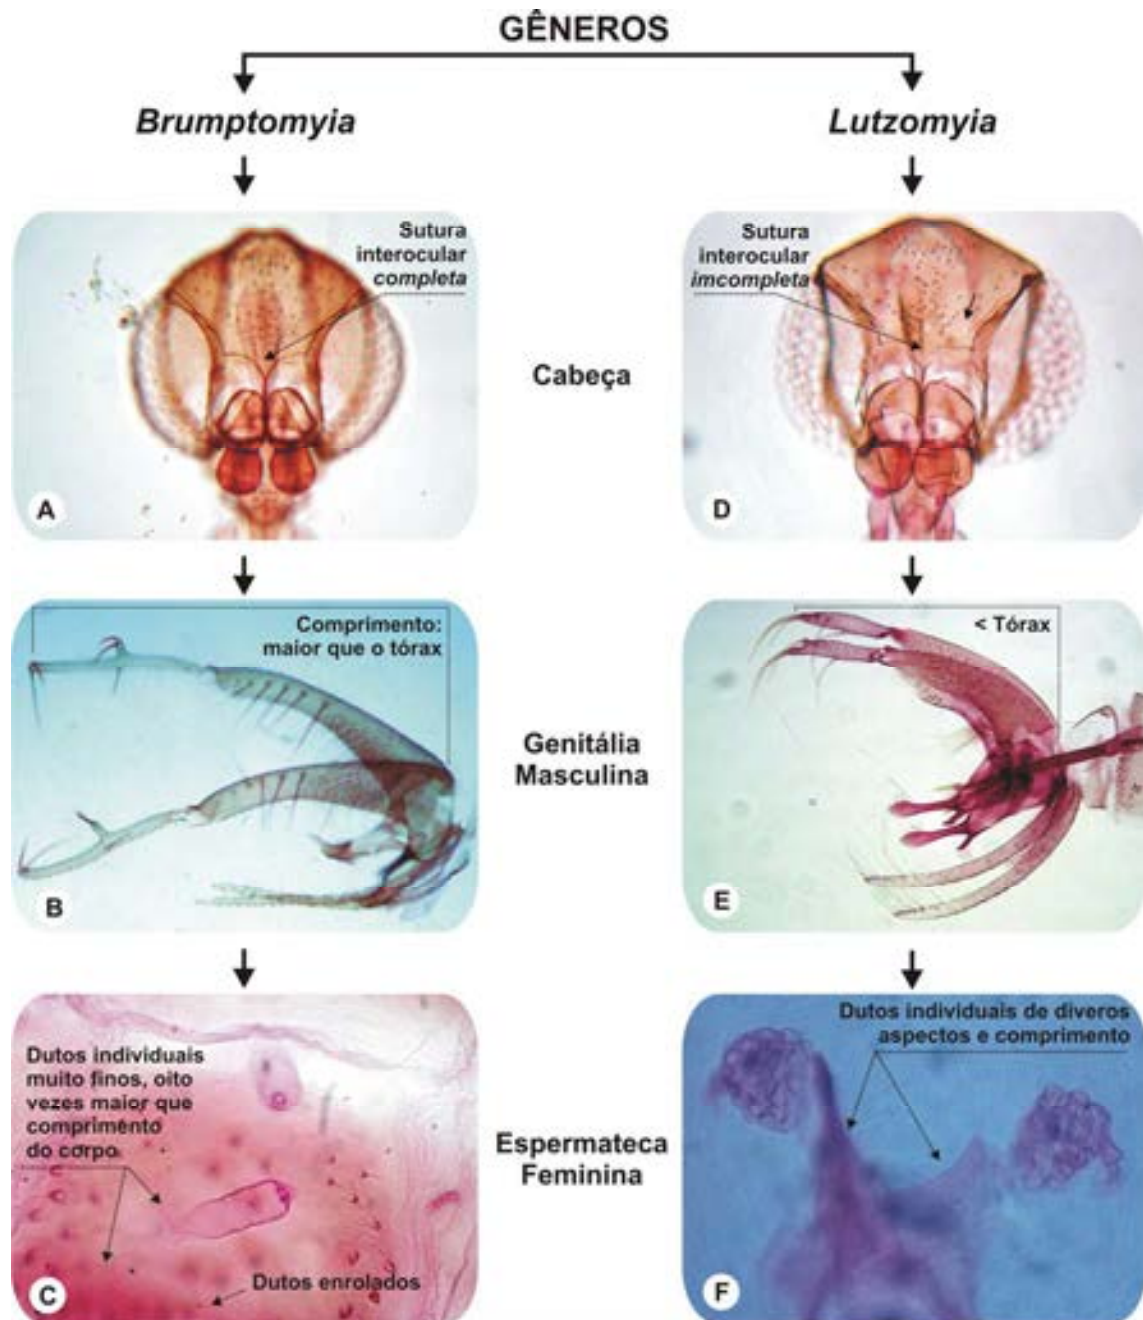 GÊNEROS
Brumptomyia
Lutzomyia
Sutura
interocular
completa
Sutura
interocular
imcompleta
Cabeça
A
D
Comprimento:
maior que o tórax
< Tórax
Genitália
Masculina
B
E
Dutos individuais
muito finos, oito
vezes maior que
comprimento
do corpo.
Dutos individuais de diveros
aspectos e comprimento
Espermateca
Feminina
Dutos enrolados
C
F